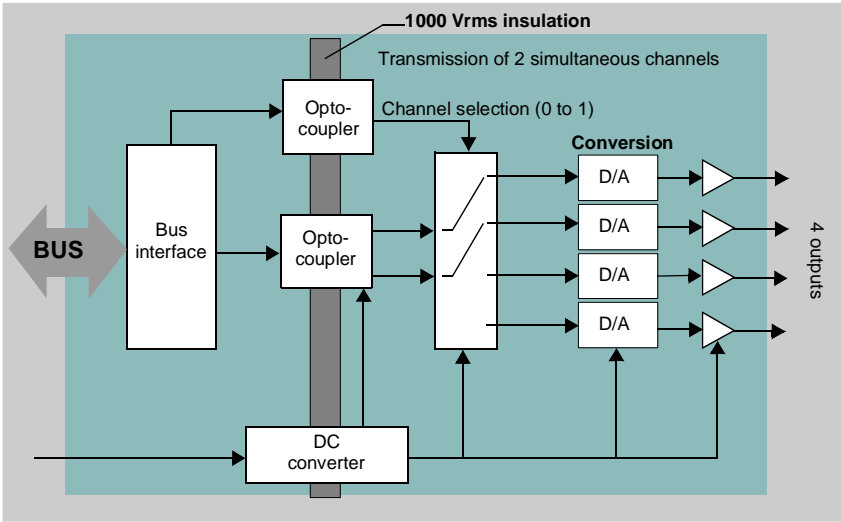 1000 Vrms insulation
Transmission of 2 simultaneous channels
Opto-
coupler
Channel selection (0 to 1)
Conversion
D/A
D/A
D/A
D/A
Bus
interface
BUS
Opto-
coupler
4 outputs
DC
converter